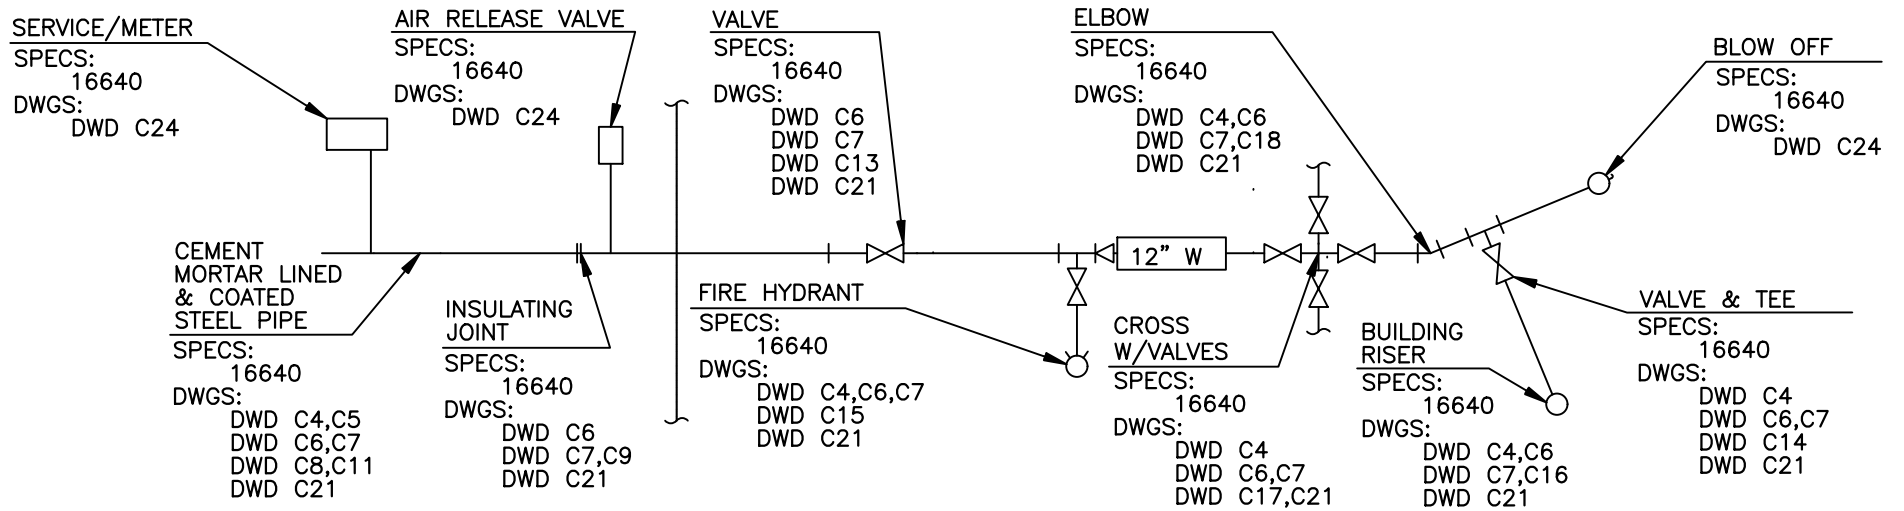 SERVICE/METER
SPECS:
16640
DWGS:
DWD C24
AIR RELEASE VALVE
SPECS:
16640
DWGS:
DWD C24
VALVE
SPECS:
16640
DWGS:
DWD C6
DWD C7
DWD C13
DWD C21
ELBOW
SPECS:
16640
DWGS:
DWD C4,C6
DWD C7,C18
DWD C21
BLOW OFF
SPECS:
16640
DWGS:
DWD C24
12" W
CEMENT
MORTAR LINED
& COATED
STEEL PIPE
SPECS:
16640
DWGS:
DWD C4,C5
DWD C6,C7
DWD C8,C11
DWD C21
INSULATING
JOINT
SPECS:
16640
DWGS:
DWD C6
DWD C7,C9
DWD C21
FIRE HYDRANT
SPECS:
16640
DWGS:
DWD C4,C6,C7
DWD C15
DWD C21
CROSS
W/VALVES
SPECS:
16640
DWGS:
DWD C4
DWD C6,C7
DWD C17,C21
BUILDING
RISER
SPECS:
16640
DWGS:
DWD C4,C6
DWD C7,C16
DWD C21
VALVE & TEE
SPECS:
16640
DWGS:
DWD C4
DWD C6,C7
DWD C14
DWD C21